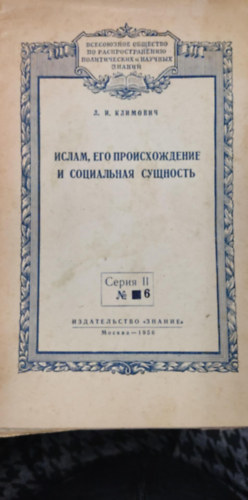 ВСЕСОЮЗНОЕ ОБЩЕСТВО
ПО РАСПРОСТРАНЕНИЮ
ПОЛИТИЧЕСКИХ И НАУЧНЫХ
ЗНАНИЙ
Л. И. КЛИМОВИЧ
ИСЛАМ, ЕГО ПРОИСХОЖДЕНИЕ
И СОЦИАЛЬНАЯ СУЩНОСТЬ
Серия II
№ 6
ИЗДАТЕЛЬСТВО «ЗНАНИЕ»
Москва — 1956